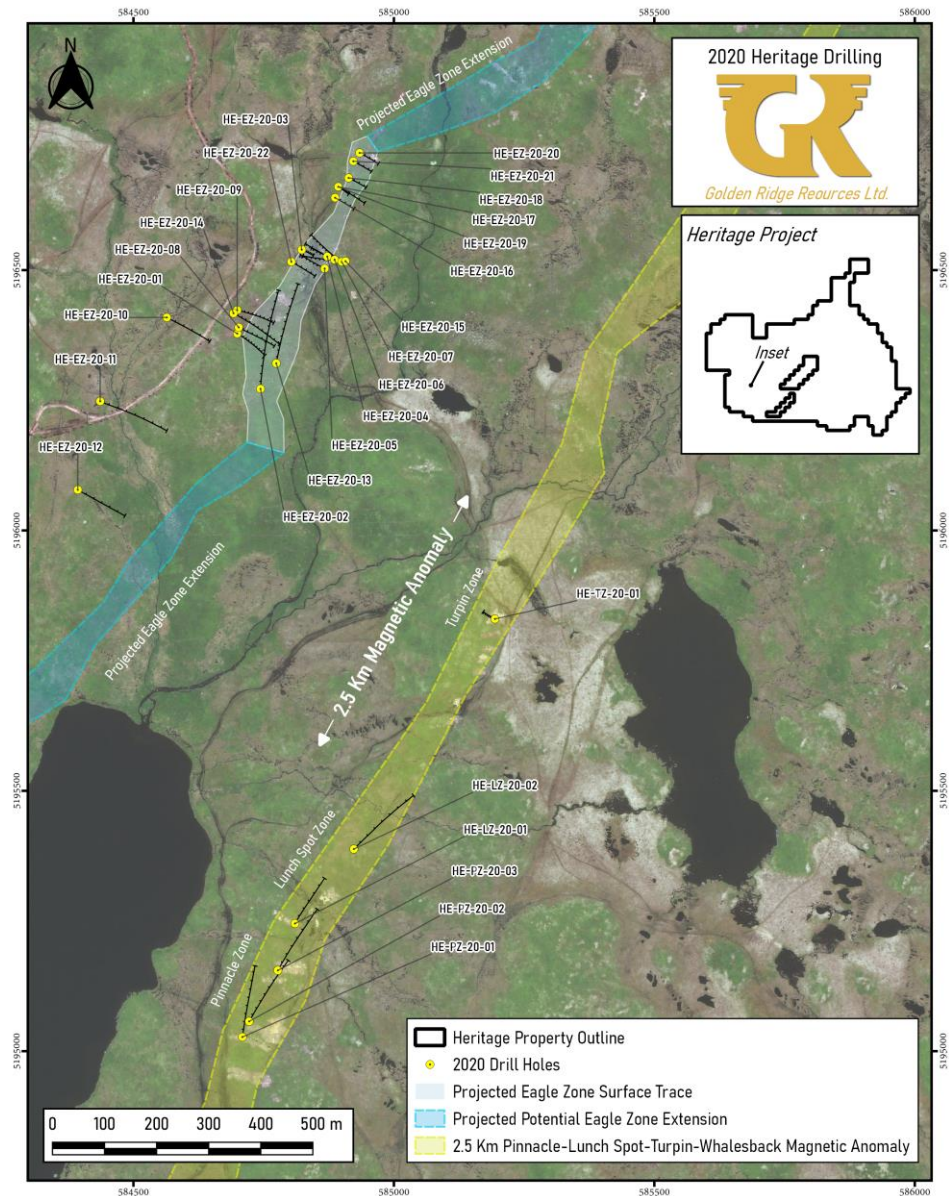 584500
585000
585500
586000
N
Projected Eagle Zone Extension
2020 Heritage Drilling
GR
Golden Ridge Reources Ltd.
HE-EZ-20-03
HE-EZ-20-22
HE-EZ-20-09
HE-EZ-20-14
HE-EZ-20-08
HE-EZ-20-01
HE-EZ-20-10
HE-EZ-20-11
HE-EZ-20-12
HE-EZ-20-20
HE-EZ-20-21
HE-EZ-20-18
HE-EZ-20-17
HE-EZ-20-19
HE-EZ-20-16
HE-EZ-20-15
HE-EZ-20-07
HE-EZ-20-06
HE-EZ-20-04
HE-EZ-20-05
HE-EZ-20-13
HE-EZ-20-02
Heritage Project
Inset
5196500
5196500
5196000
5196000
Projected Eagle Zone Extension
2.5 Km Magnetic Anomaly
Turpin Zone
HE-TZ-20-01
5195500
5195500
Lunch Spot Zone
HE-LZ-20-02
HE-LZ-20-01
HE-PZ-20-03
HE-PZ-20-02
HE-PZ-20-01
Pinnacle Zone
5195000
5195000
Heritage Property Outline
2020 Drill Holes
Projected Eagle Zone Surface Trace
Projected Potential Eagle Zone Extension
2.5 Km Pinnacle-Lunch Spot-Turpin-Whalesback Magnetic Anomaly
0 100 200 300 400 500 m
584500
585000
585500
586000